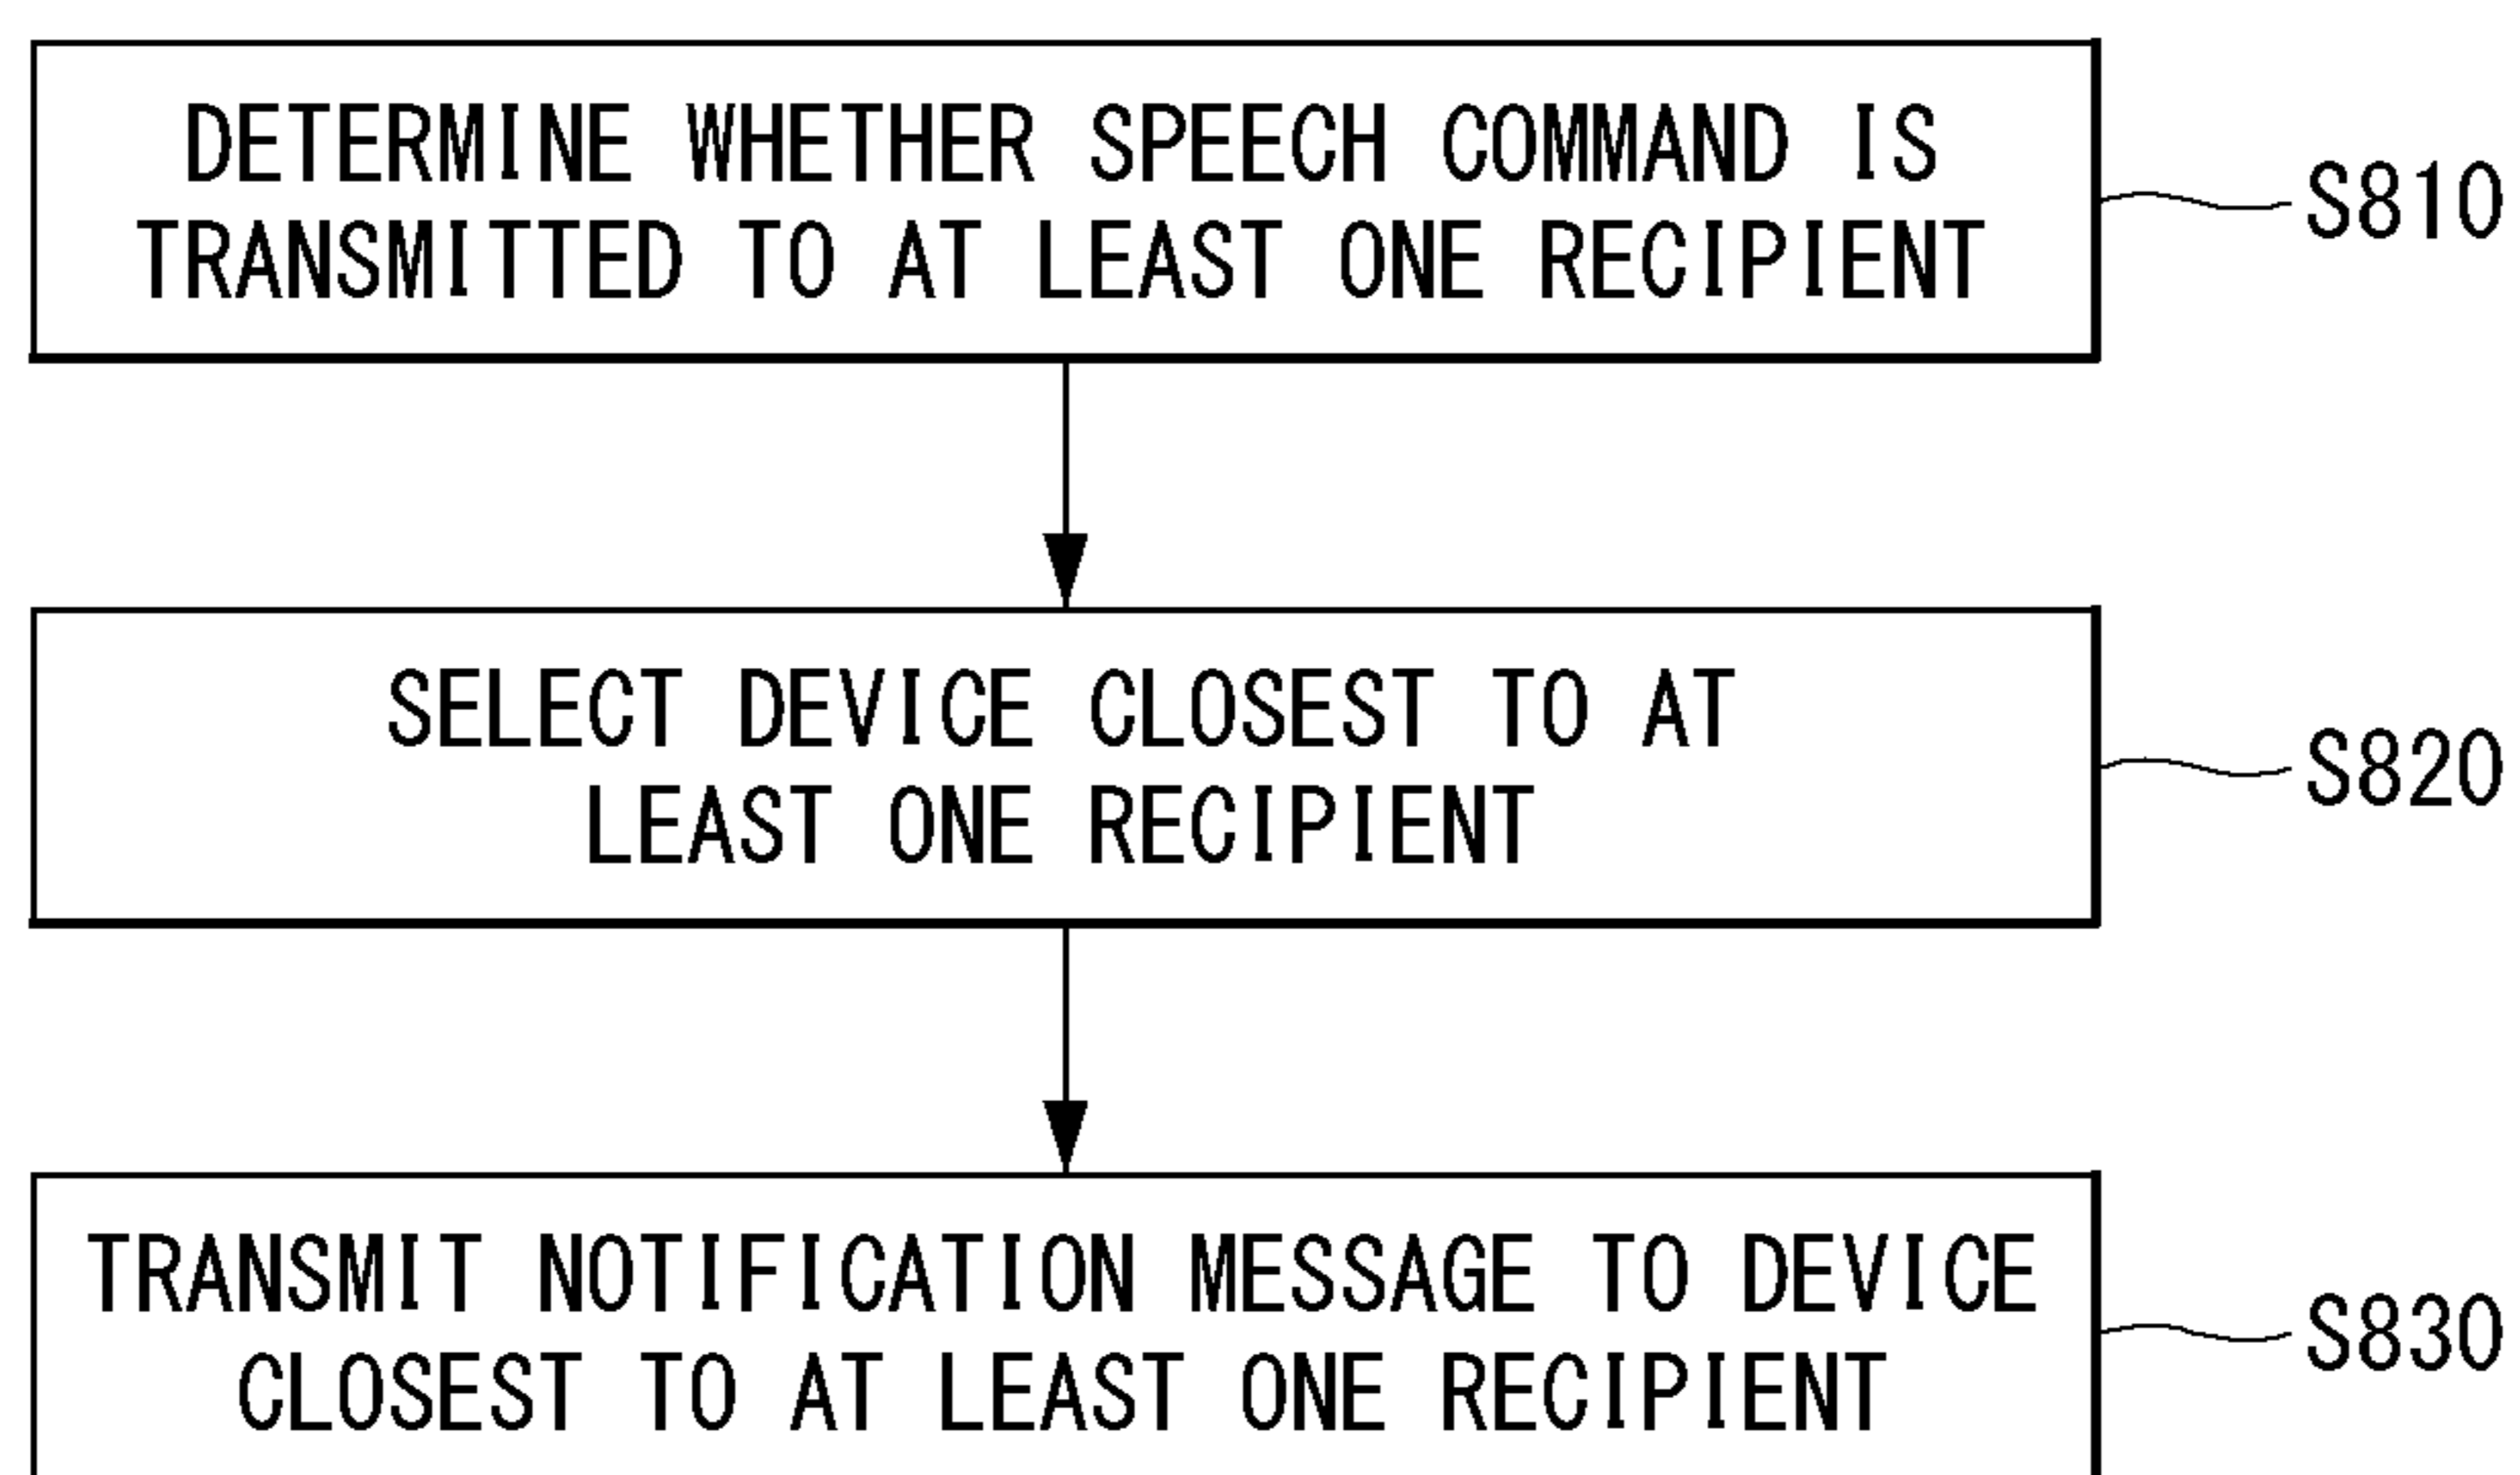 DETERMINE WHETHER SPEECH COMMAND IS
TRANSMITTED TO AT LEAST ONE RECIPIENT
S810
SELECT DEVICE CLOSEST TO AT
LEAST ONE RECIPIENT
S820
TRANSMIT NOTIFICATION MESSAGE TO DEVICE
CLOSEST TO AT LEAST ONE RECIPIENT
S830